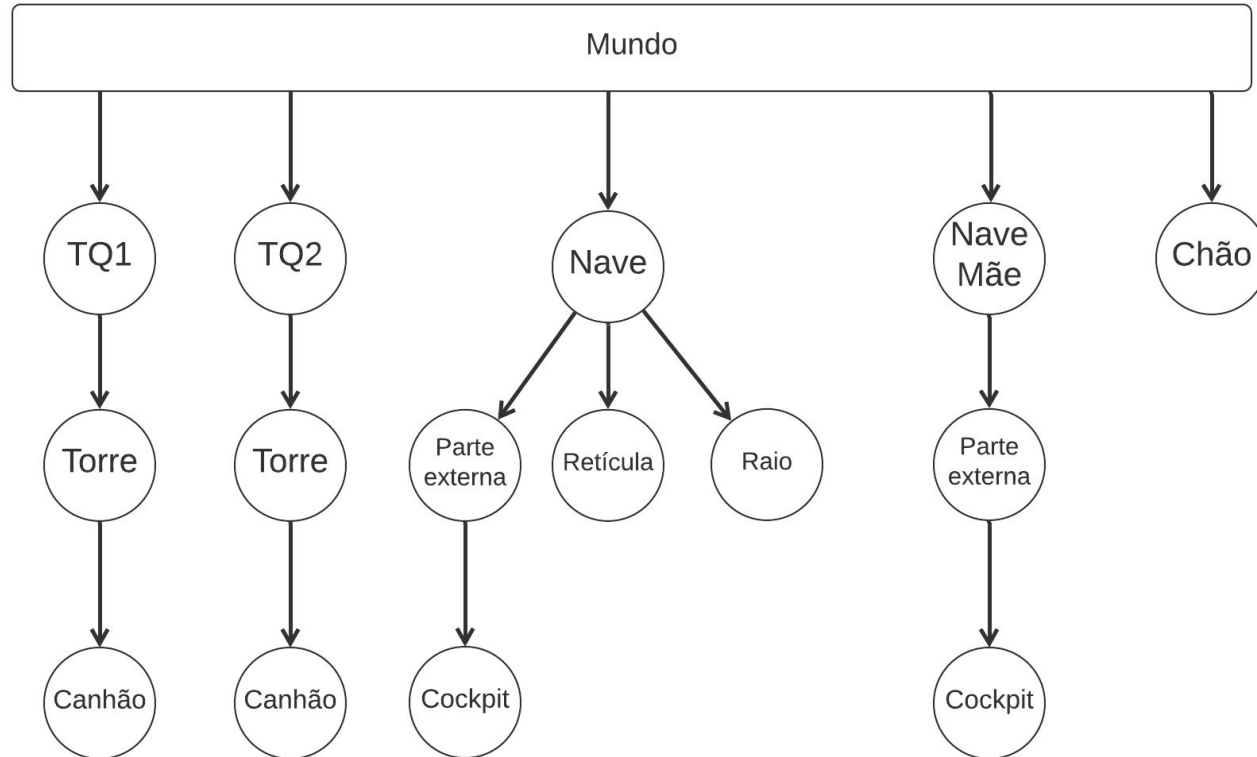 Mundo
TQ1
TQ2
Nave
Nave
Mãe
Chão
Torre
Torre
Parte
externa
Retícula
Raio
Parte
externa
Canhão
Canhão
Cockpit
Cockpit